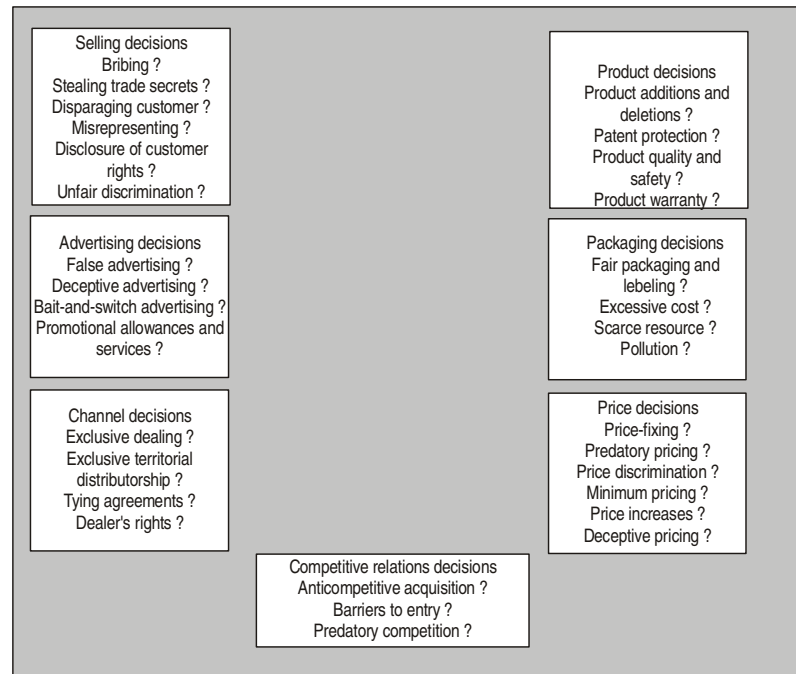 Selling decisions
Bribing ?
Stealing trade secrets ?
Disparaging customer ?
Misrepresenting ?
Disclosure of customer
rights ?
Unfair discrimination ?
Advertising decisions
False advertising ?
Deceptive advertising ?
Bait-and-switch advertising ?
Promotional allowances and
services ?
Channel decisions
Exclusive dealing ?
Exclusive territorial
distributorship ?
Tying agreements ?
Dealer's rights ?
Competitive relations decisions
Anticompetitive acquisition ?
Barriers to entry ?
Predatory competition ?
Product decisions
Product additions and
deletions ?
Patent protection ?
Product quality and
safety ?
Product warranty ?
Packaging decisions
Fair packaging and
labeling ?
Excessive cost ?
Scarce resource ?
Pollution ?
Price decisions
Price-fixing ?
Predatory pricing ?
Price discrimination ?
Minimum pricing ?
Price increases ?
Deceptive pricing ?